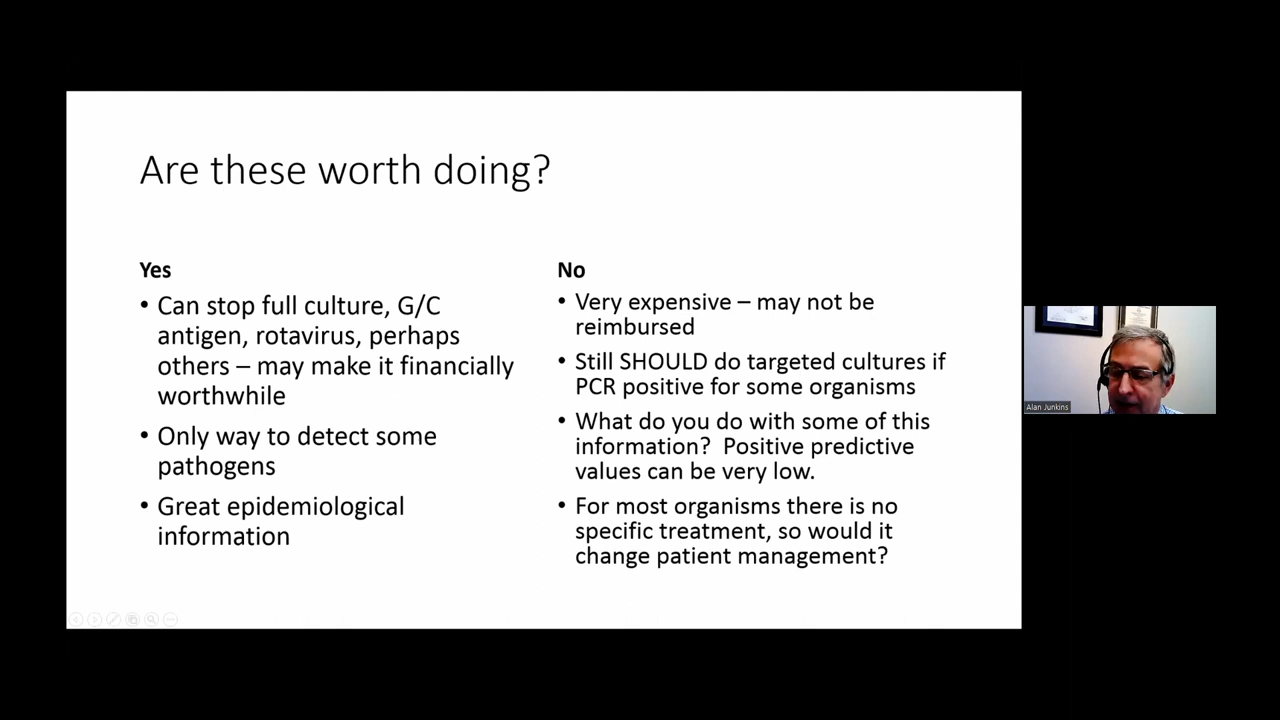 Are these worth doing?
Yes
• Can stop full culture, G/C
antigen, rotavirus, perhaps
others – may make it financially
worthwhile
• Only way to detect some
pathogens
• Great epidemiological
information
No
• Very expensive – may not be
reimbursed
• Still SHOULD do targeted cultures if
PCR positive for some organisms
• What do you do with some of this
information?  Positive predictive
values can be very low.
• For most organisms there is no
specific treatment, so would it
change patient management?
Alan Junkins